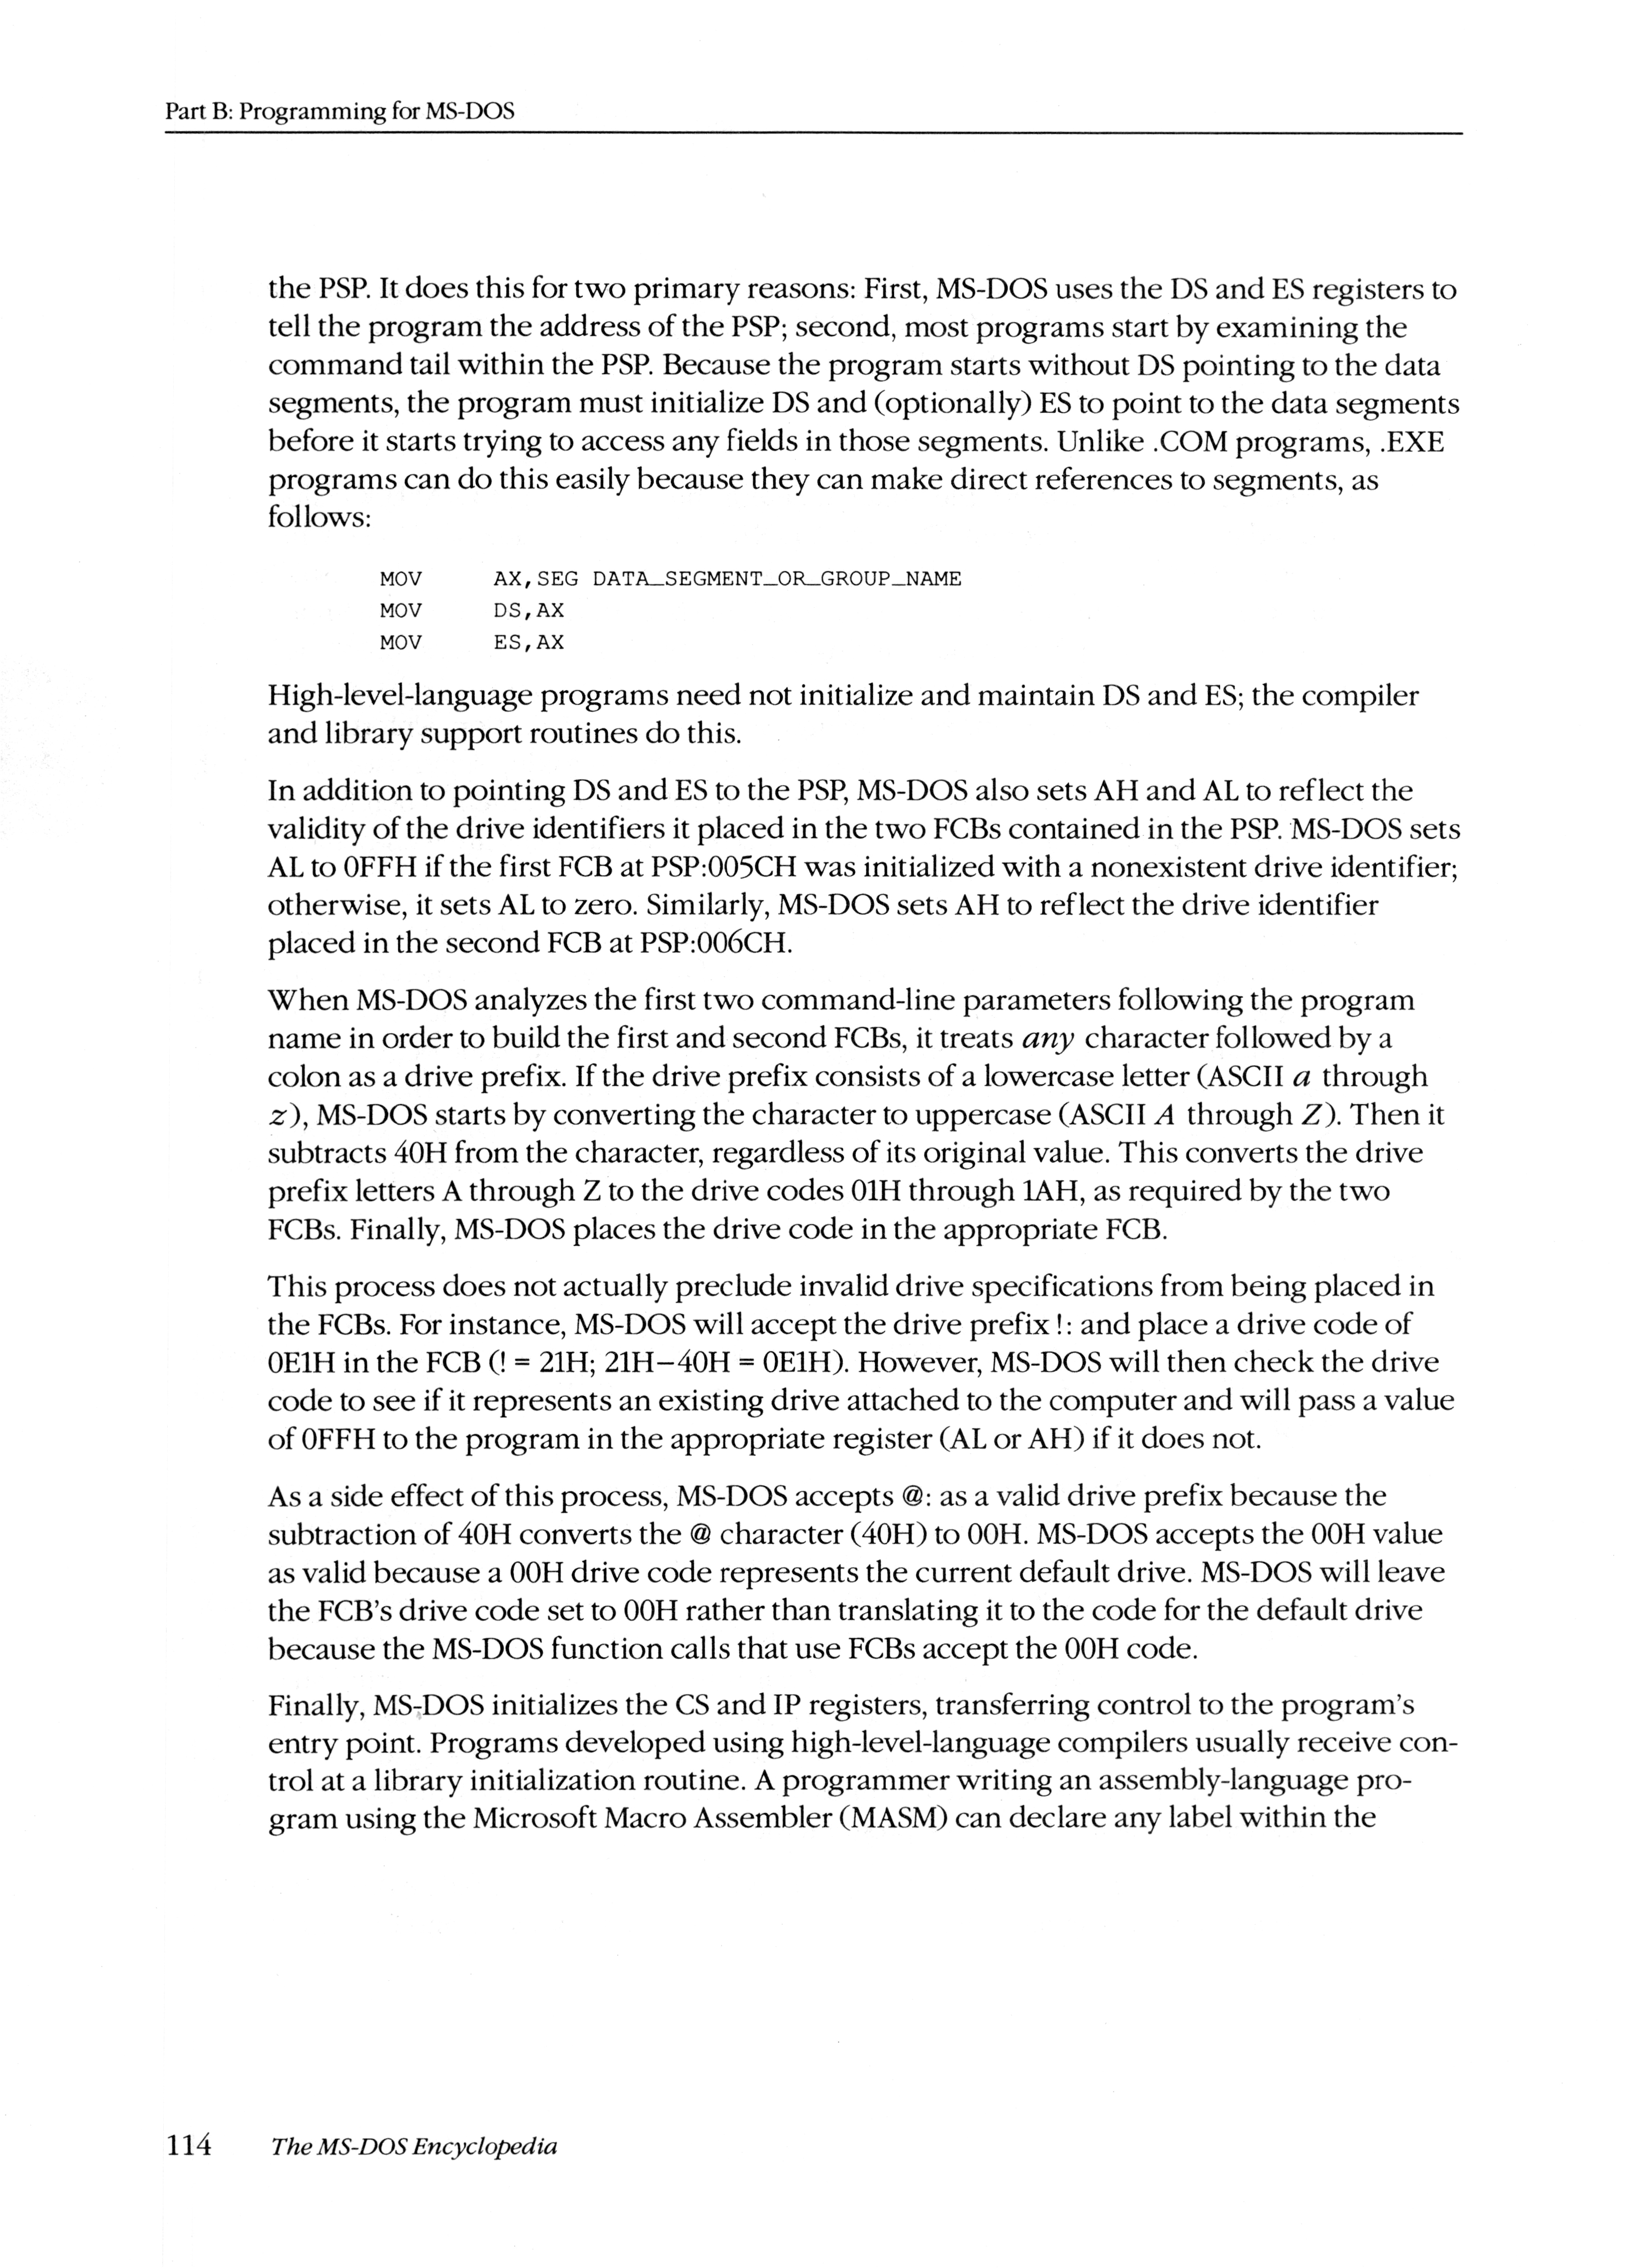 Part B: Programming for MS-DOS
the PSP. It does this for two primary reasons: First, MS-DOS uses the DS and ES registers to
tell the program the address of the PSP; second, most programs start by examining the
command tail within the PSP. Because the program starts without DS pointing to the data
segments, the program must initialize DS and (optionally) ES to point to the data segments
before it starts trying to access any fields in those segments. Unlike .COM programs, .EXE
programs can do this easily because they can make direct references to segments, as
follows:
MOV AX,SEG DATA_SEGMENT_OR_GROUP_NAME
MOV DS,AX
MOV ES,AX
High-level-language programs need not initialize and maintain DS and ES; the compiler
and library support routines do this.
In addition to pointing DS and ES to the PSP, MS-DOS also sets AH and AL to reflect the
validity of the drive identifiers it placed in the two FCBs contained in the PSP. MS-DOS sets
AL to 0FFH if the first FCB at PSP:005CH was initialized with a nonexistent drive identifier;
otherwise, it sets AL to zero. Similarly, MS-DOS sets AH to reflect the drive identifier
placed in the second FCB at PSP:006CH.
When MS-DOS analyzes the first two command-line parameters following the program
name in order to build the first and second FCBs, it treats any character followed by a
colon as a drive prefix. If the drive prefix consists of a lowercase letter (ASCII a through
z), MS-DOS starts by converting the character to uppercase (ASCII A through Z). Then it
subtracts 40H from the character, regardless of its original value. This converts the drive
prefix letters A through Z to the drive codes 01H through 1AH, as required by the two
FCBs. Finally, MS-DOS places the drive code in the appropriate FCB.
This process does not actually preclude invalid drive specifications from being placed in
the FCBs. For instance, MS-DOS will accept the drive prefix !: and place a drive code of
0E1H in the FCB (! = 21H; 21H–40H = 0E1H). However, MS-DOS will then check the drive
code to see if it represents an existing drive attached to the computer and will pass a value
of 0FFH to the program in the appropriate register (AL or AH) if it does not.
As a side effect of this process, MS-DOS accepts @: as a valid drive prefix because the
subtraction of 40H converts the @ character (40H) to 00H. MS-DOS accepts the 00H value
as valid because a 00H drive code represents the current default drive. MS-DOS will leave
the FCB's drive code set to 00H rather than translating it to the code for the default drive
because the MS-DOS function calls that use FCBs accept the 00H code.
Finally, MS-DOS initializes the CS and IP registers, transferring control to the program's
entry point. Programs developed using high-level-language compilers usually receive con-
trol at a library initialization routine. A programmer writing an assembly-language pro-
gram using the Microsoft Macro Assembler (MASM) can declare any label within the
114 The MS-DOS Encyclopedia